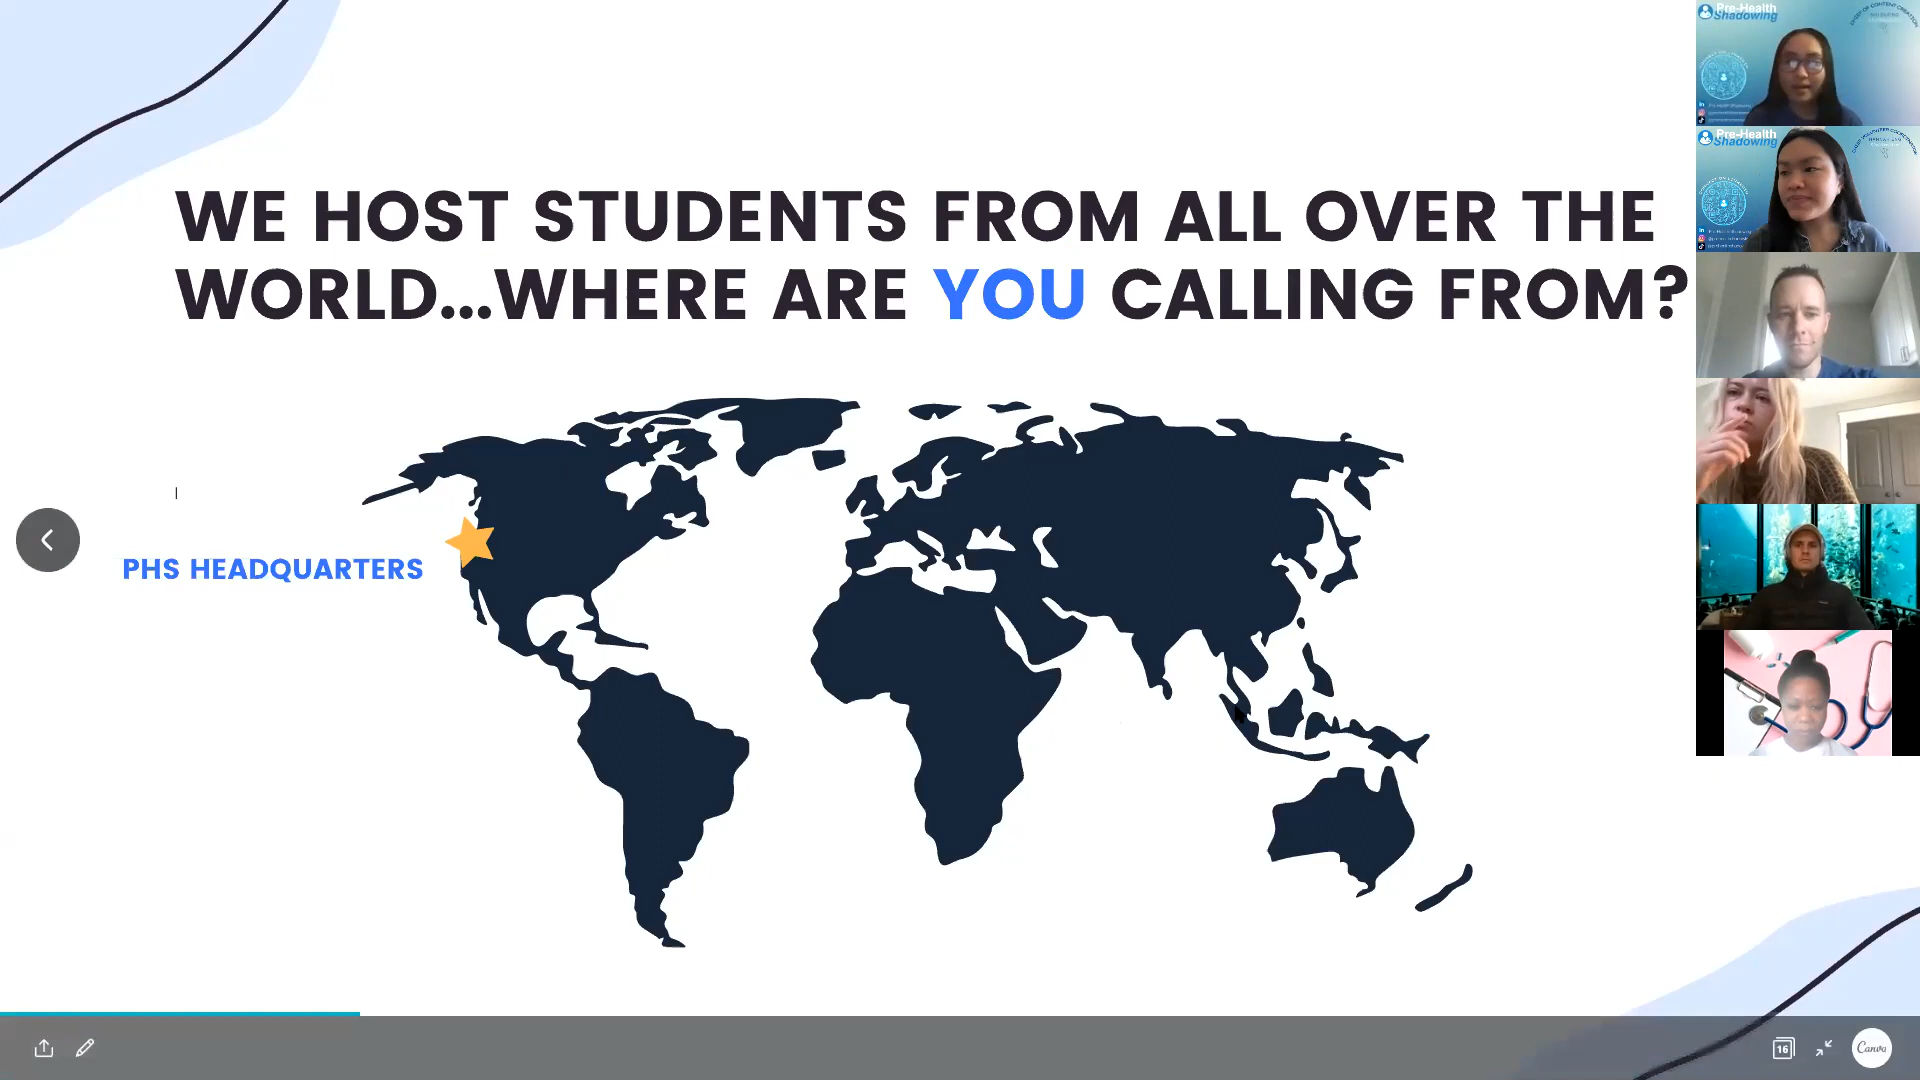 WE HOST STUDENTS FROM ALL OVER THE
WORLD...WHERE ARE YOU CALLING FROM?
PHS HEADQUARTERS
Pre-Health
Shadowing
Pre-Health
Shadowing
16
Canva